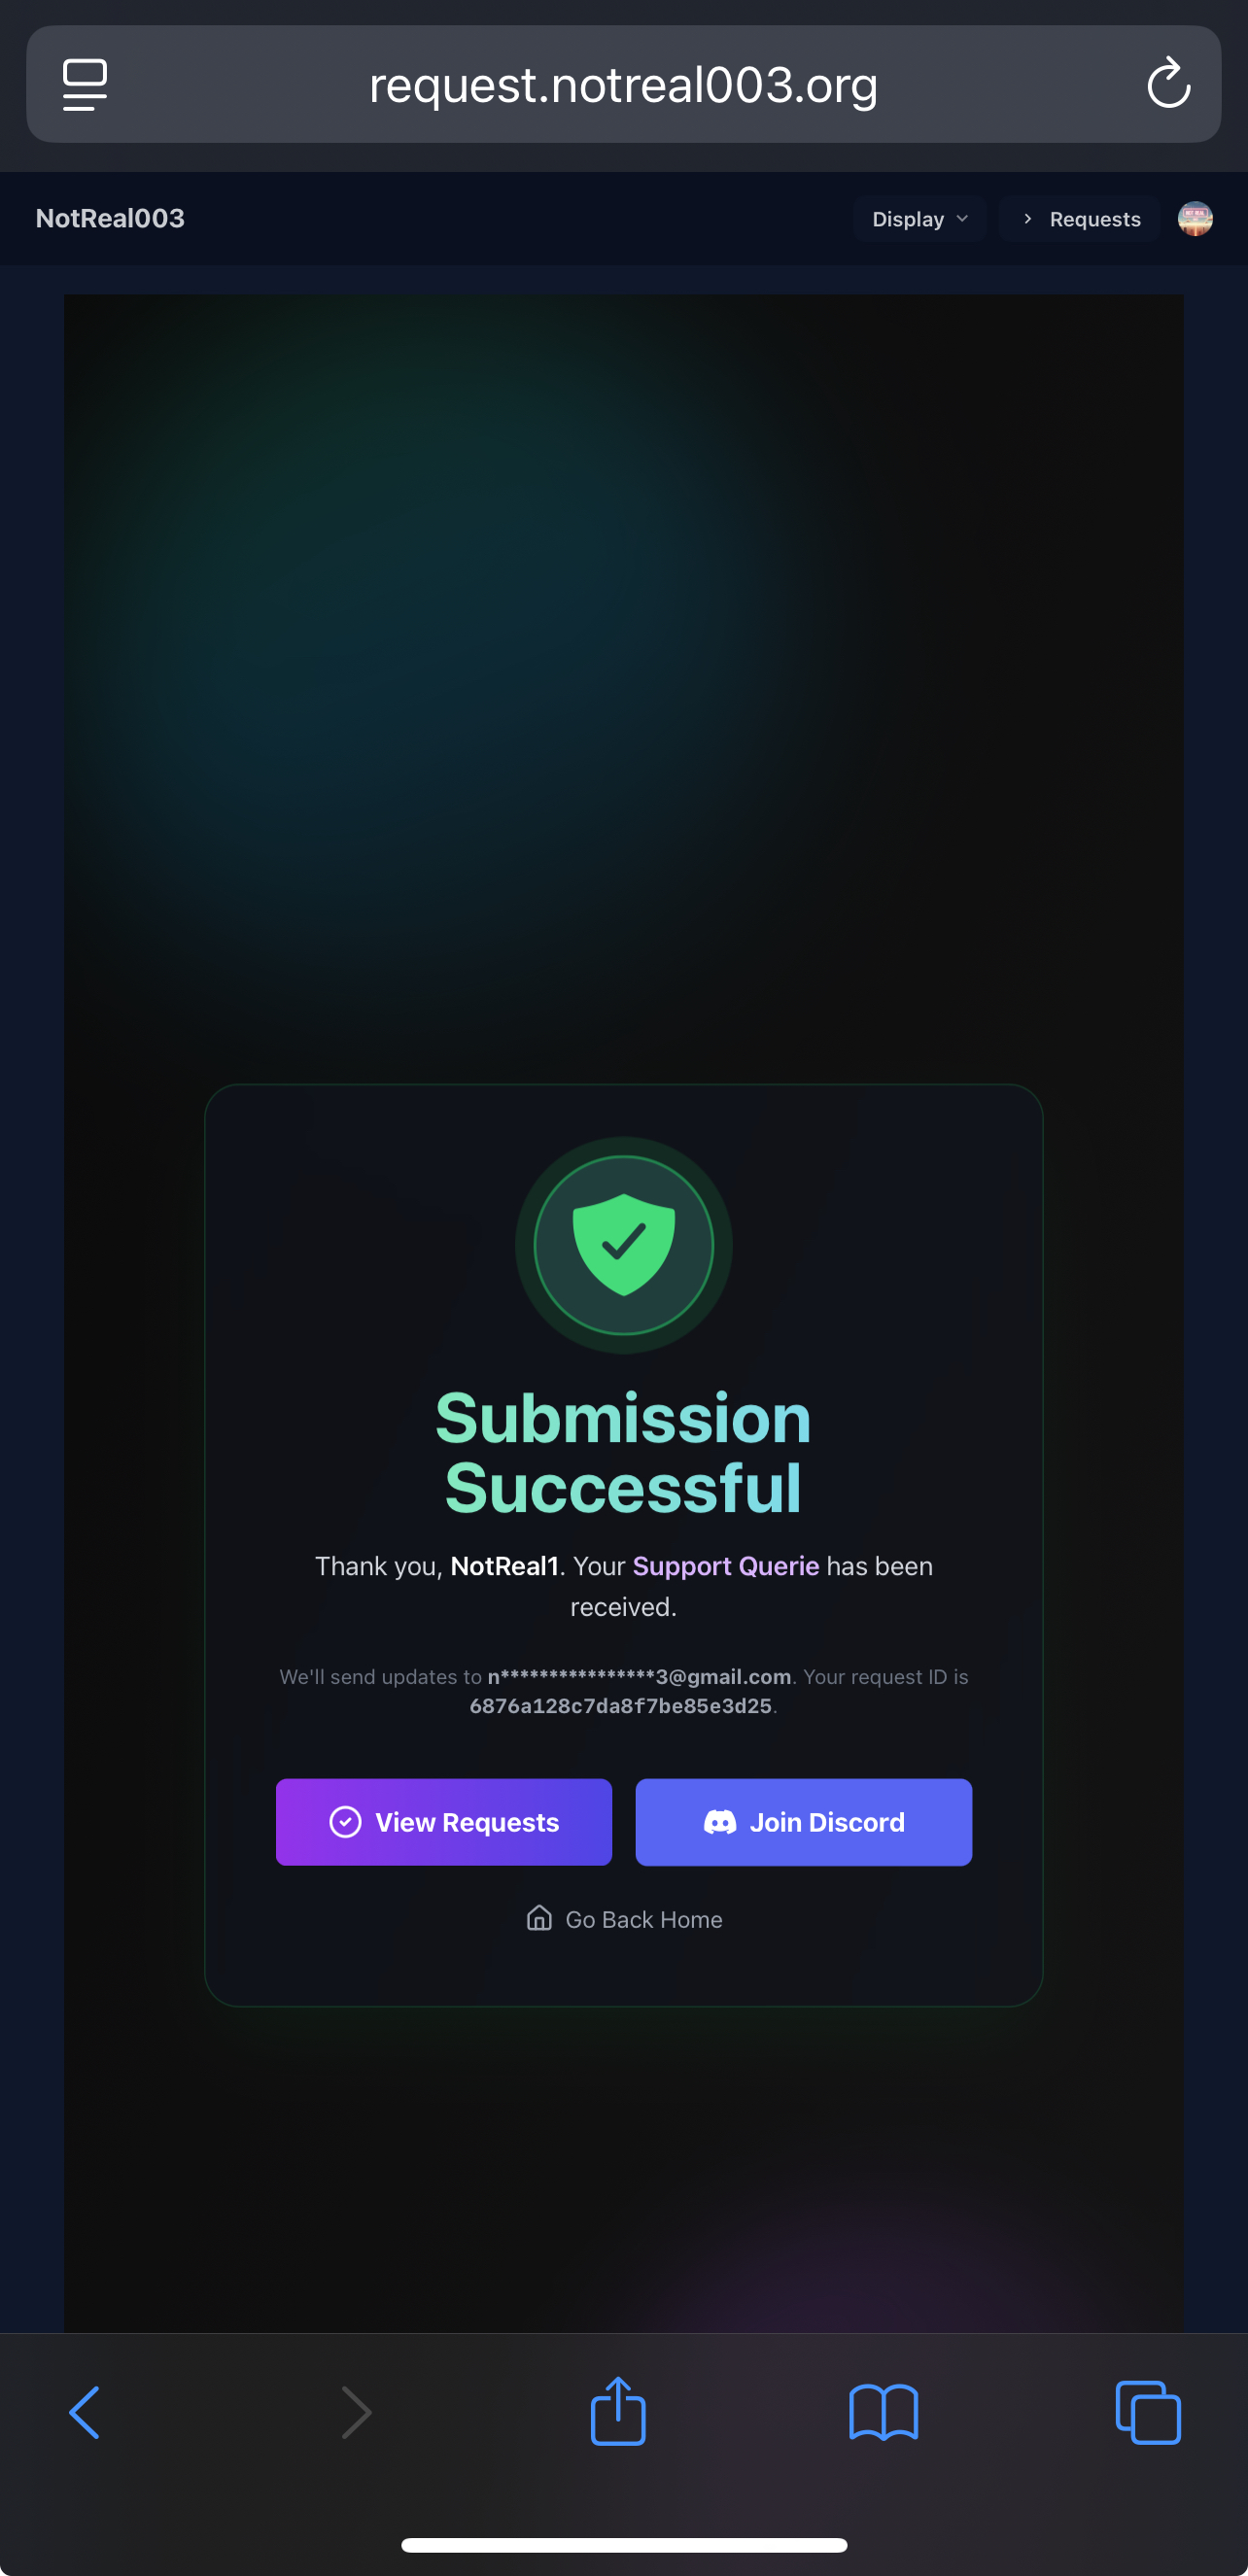 request.notreal003.org
NotReal003
Display
Requests
Submission
Successful
Thank you, NotReal1. Your Support Querie has been
received.
We'll send updates to n****************3@gmail.com. Your request ID is
6876a128c7da8f7be85e3d25.
View Requests
Join Discord
Go Back Home